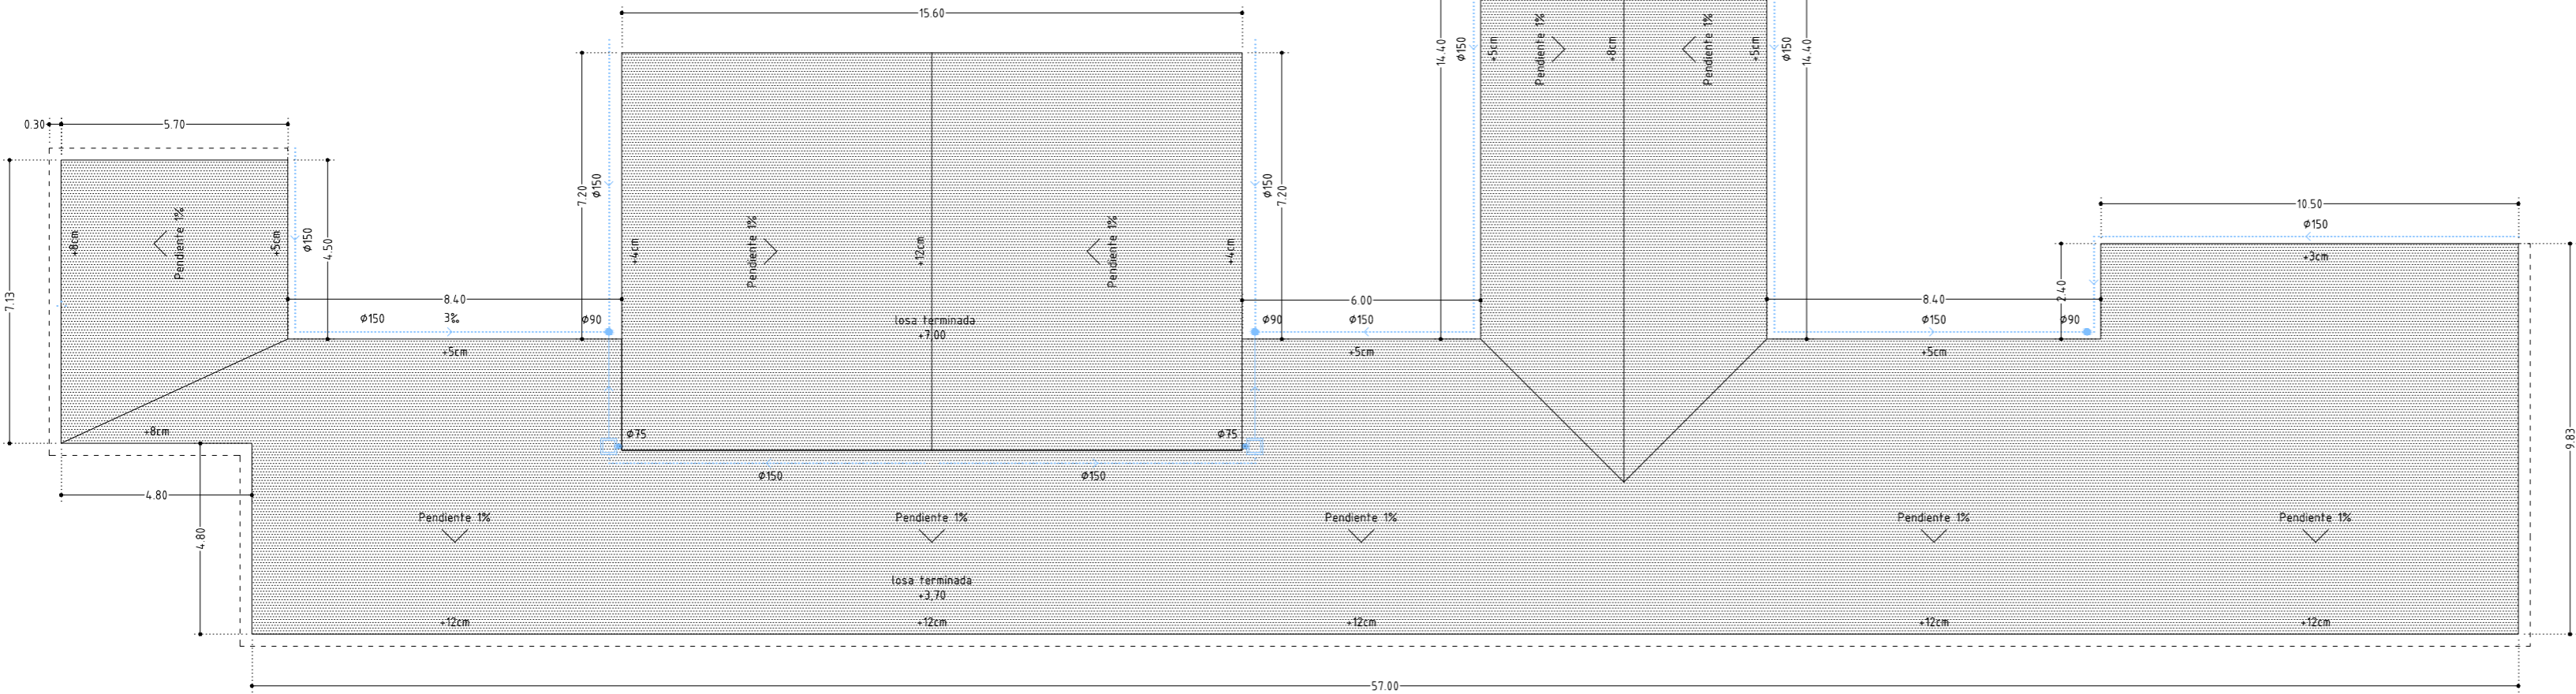 15.60
14.40
Ø150
+5cm
Pendiente 1%
+8cm
Pendiente 1%
+5cm
Ø150
14.40
0.30
5.70
7.20
Ø150
Ø150
7.20
10.50
Ø150
+3cm
7.13
+8cm
Pendiente 1%
+5cm
Ø150
4.50
+4cm
Pendiente 1%
+12cm
Pendiente 1%
+4cm
8.40
6.00
8.40
2.40
Ø150
3‰
Ø90
losa terminada
+7.00
Ø90
Ø150
Ø150
Ø90
+5cm
+5cm
+5cm
+8cm
Ø75
Ø75
9.83
Ø150
Ø150
4.80
4.80
Pendiente 1%
Pendiente 1%
Pendiente 1%
Pendiente 1%
Pendiente 1%
losa terminada
+3,70
+12cm
+12cm
+12cm
+12cm
+12cm
57.00